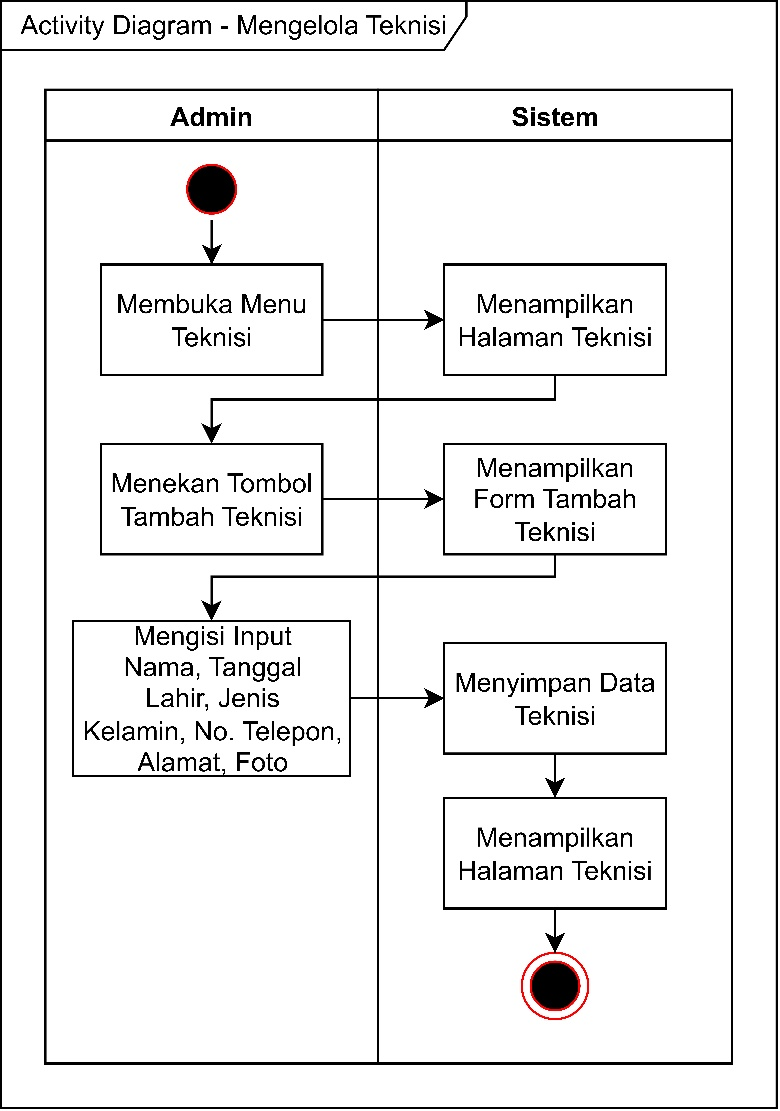 Activity Diagram - Mengelola Teknisi
Admin
Sistem
Membuka Menu
Teknisi
Menampilkan
Halaman Teknisi
Menekan Tombol
Tambah Teknisi
Menampilkan
Form Tambah
Teknisi
Mengisi Input
Nama, Tanggal
Lahir, Jenis
Kelamin, No. Telepon,
Alamat, Foto
Menyimpan Data
Teknisi
Menampilkan
Halaman Teknisi